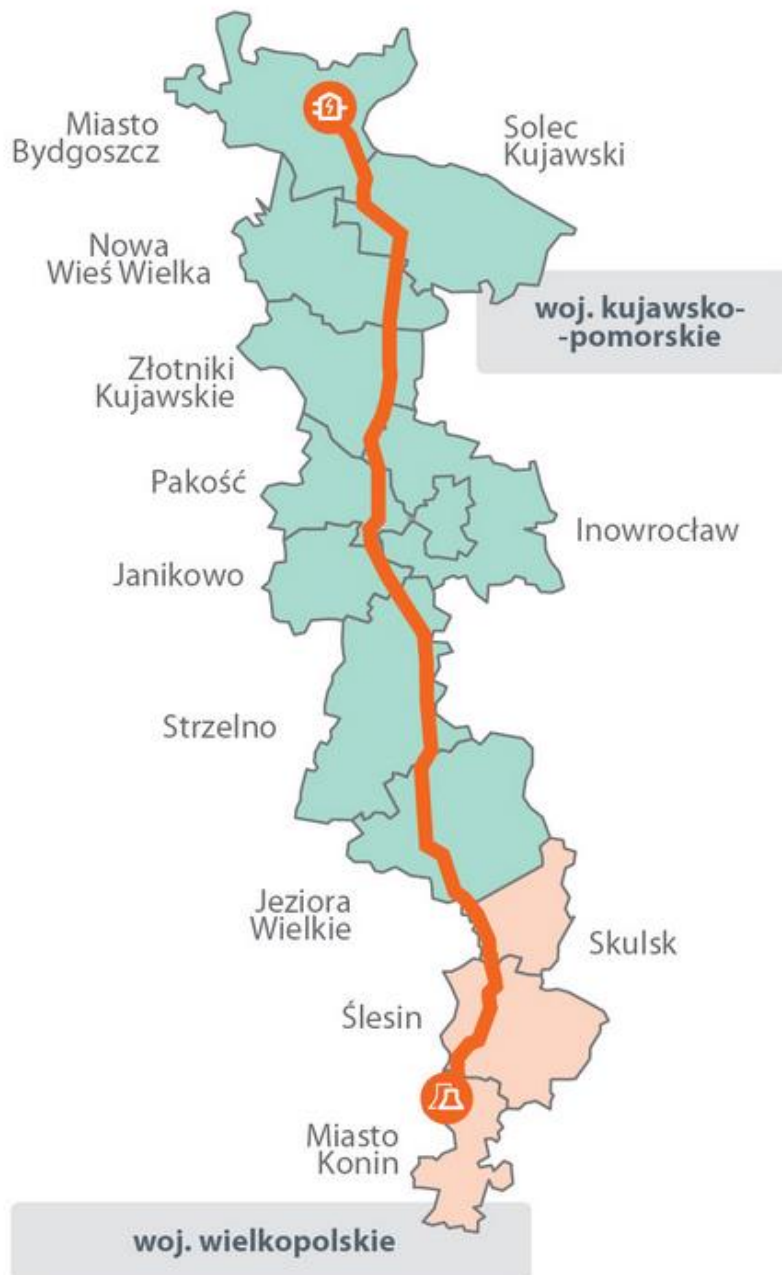 Miasto
Bydgoszcz
Solec
Kujawski
Nowa
Wieś Wielka
woj. kujawsko-
-pomorskie
Złotniki
Kujawskie
Pakość
Inowrocław
Janikowo
Strzelno
Jeziora
Wielkie
Skulsk
Ślesin
Miasto
Konin
woj. wielkopolskie